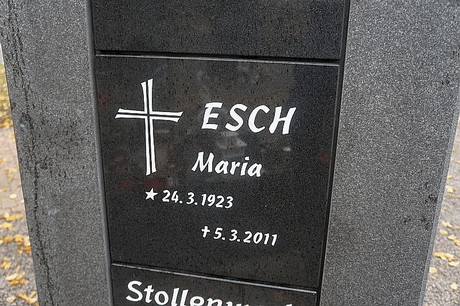 ESCH
Maria
★ 24.3.1923
✝ 5.3.2011